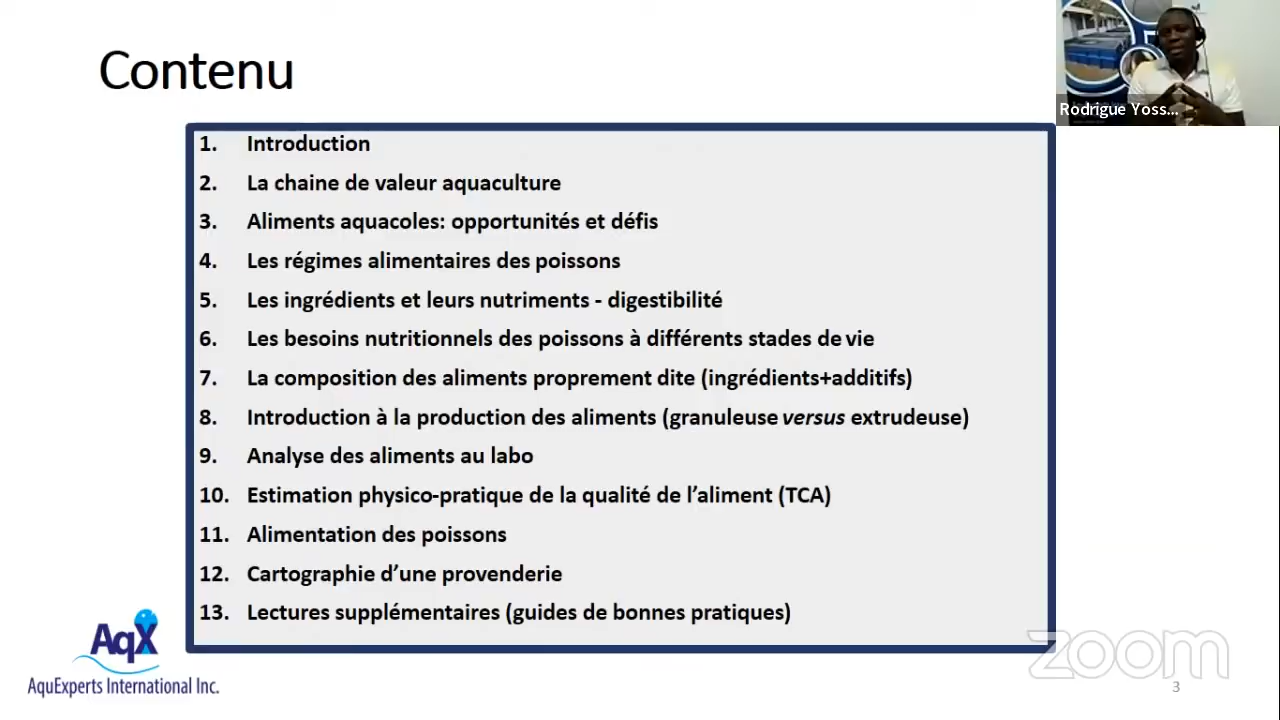 Contenu
Rodrigue Yoss...
1. Introduction
2. La chaine de valeur aquaculture
3. Aliments aquacoles: opportunités et défis
4. Les régimes alimentaires des poissons
5. Les ingrédients et leurs nutriments - digestibilité
6. Les besoins nutritionnels des poissons à différents stades de vie
7. La composition des aliments proprement dite (ingrédients+additifs)
8. Introduction à la production des aliments (granuleuse versus extrudeuse)
9. Analyse des aliments au labo
10. Estimation physico-pratique de la qualité de l’aliment (TCA)
11. Alimentation des poissons
12. Cartographie d’une provenderie
13. Lectures supplémentaires (guides de bonnes pratiques)
AqX
AquExperts International Inc.
zoom
3